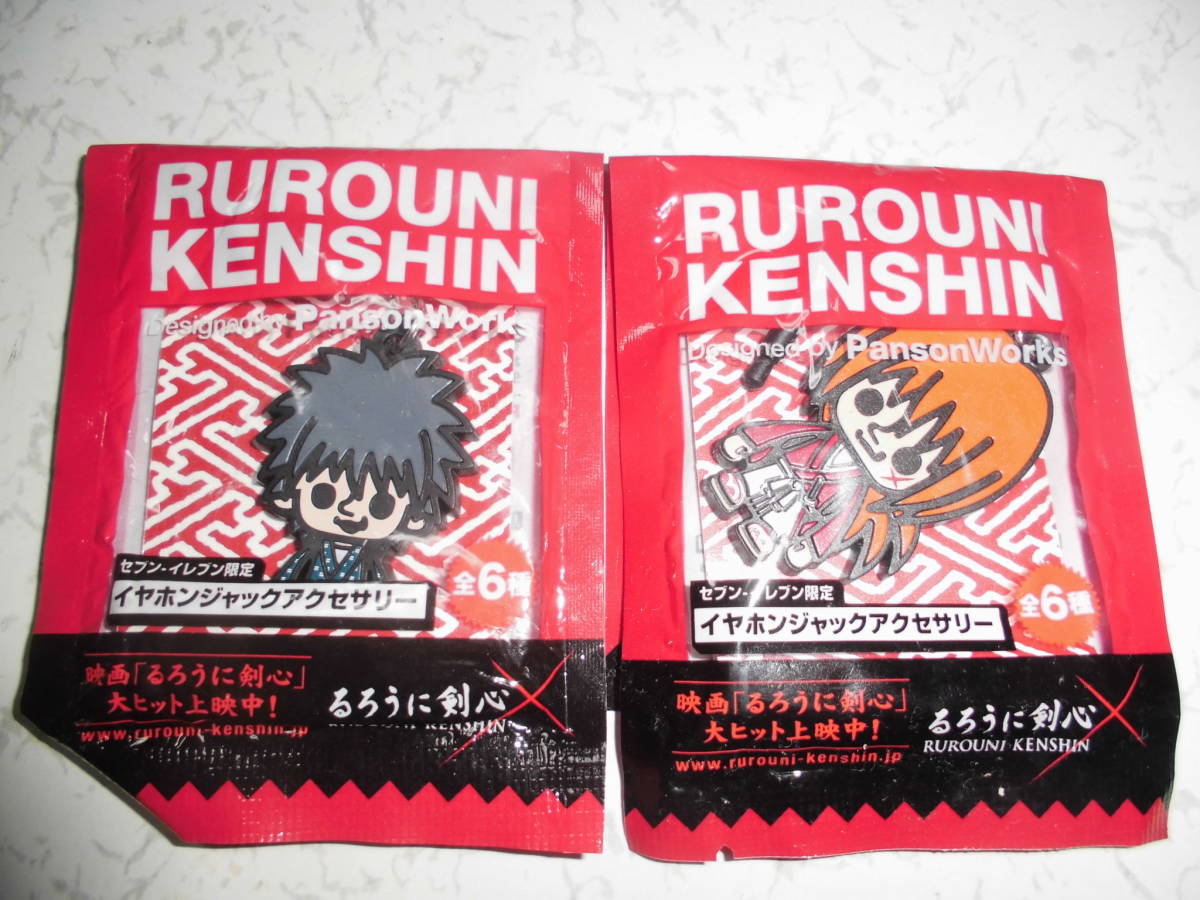 RUROUNI
KENSHIN
Designed by PansonWorks
セブン-イレブン限定
イヤホンジャックアクセサリー
全6種
映画「るろうに剣心」
大ヒット上映中!
www.rurouni-kenshin.jp
るろうに剣心
RUROUNI KENSHIN
RUROUNI
KENSHIN
Designed by PansonWorks
セブン-イレブン限定
イヤホンジャックアクセサリー
全6種
映画「るろうに剣心」
大ヒット上映中!
www.rurouni-kenshin.jp
るろうに剣心
RUROUNI KENSHIN